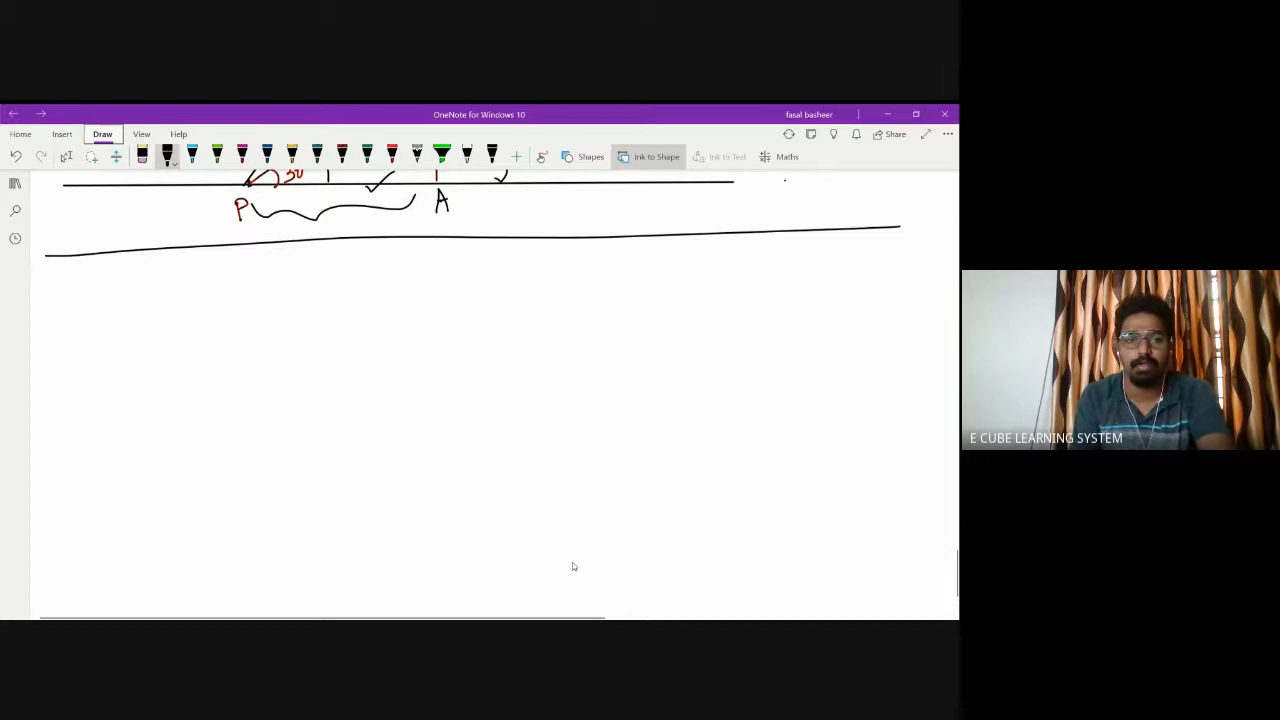 OneNote for Windows 10
fasal basheer
Home Insert Draw View Help
Share
Shapes Ink to Shape Ink to Text Maths
30
P A
E CUBE LEARNING SYSTEM